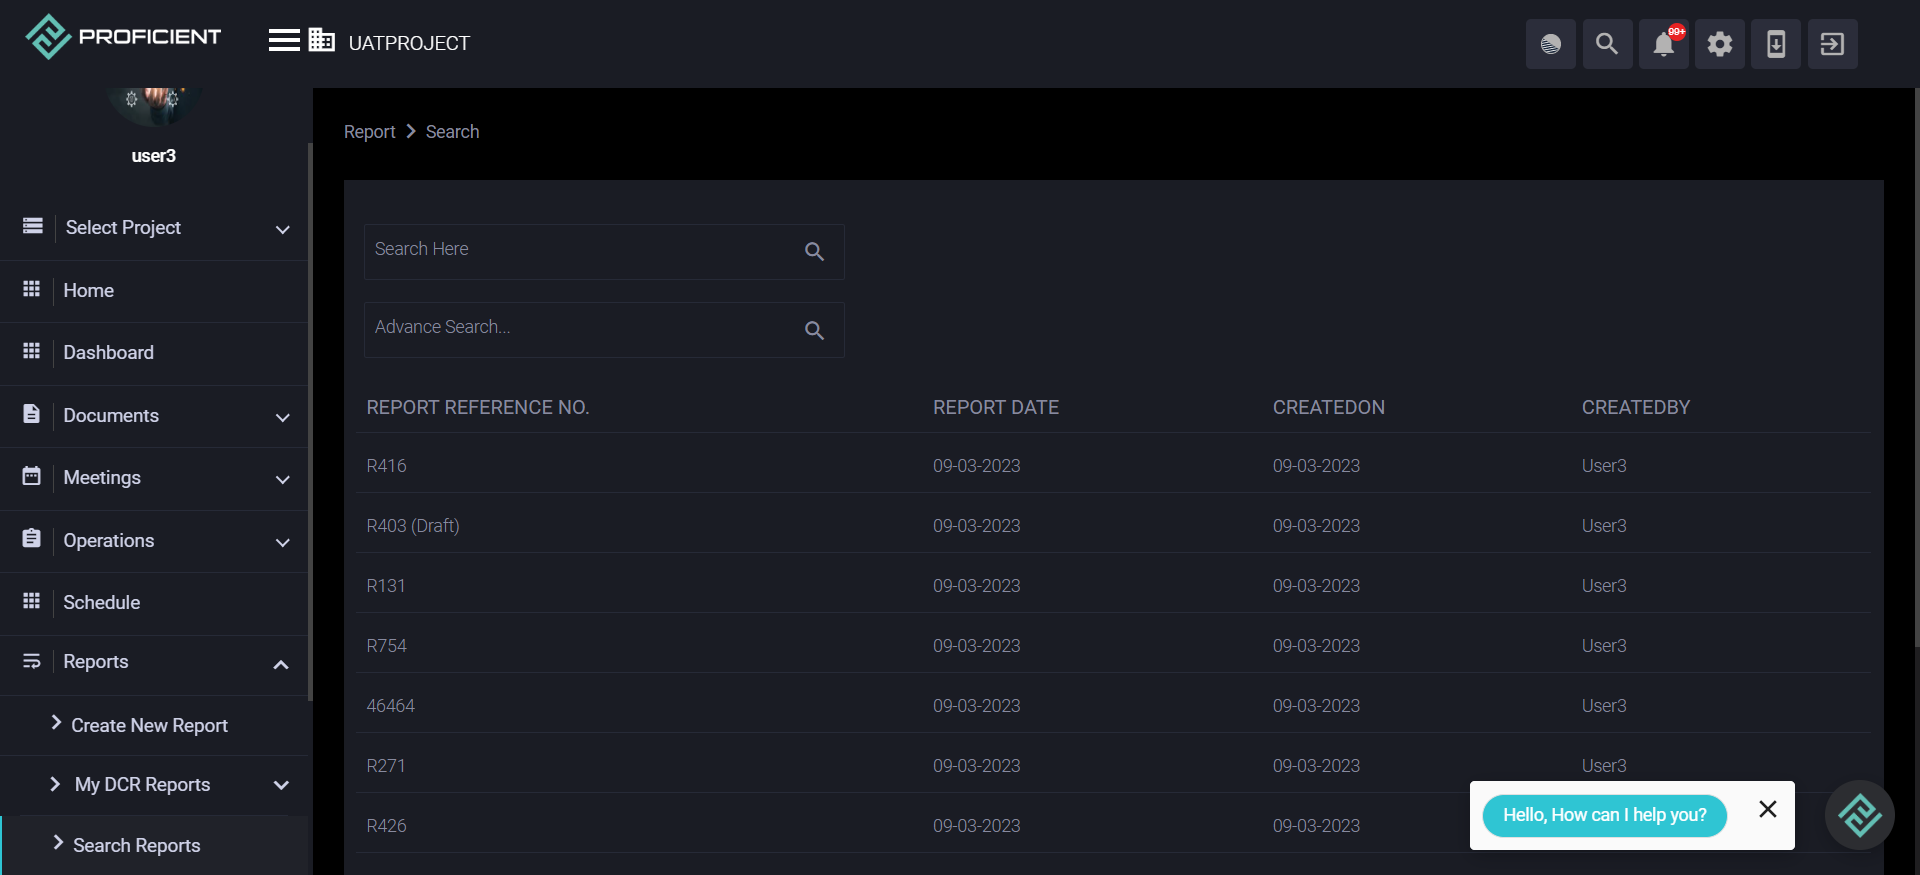 PROFICIENT
UATPROJECT
99+
user3
Select Project
Home
Dashboard
Documents
Meetings
Operations
Schedule
Reports
Create New Report
My DCR Reports
Search Reports
Report Search
Search Here
Advance Search...
REPORT REFERENCE NO. REPORT DATE CREATEDON CREATEDBY
R416 09-03-2023 09-03-2023 User3
R403 (Draft) 09-03-2023 09-03-2023 User3
R131 09-03-2023 09-03-2023 User3
R754 09-03-2023 09-03-2023 User3
46464 09-03-2023 09-03-2023 User3
R271 09-03-2023 09-03-2023 User3
R426 09-03-2023 09-03-2023
Hello, How can I help you?